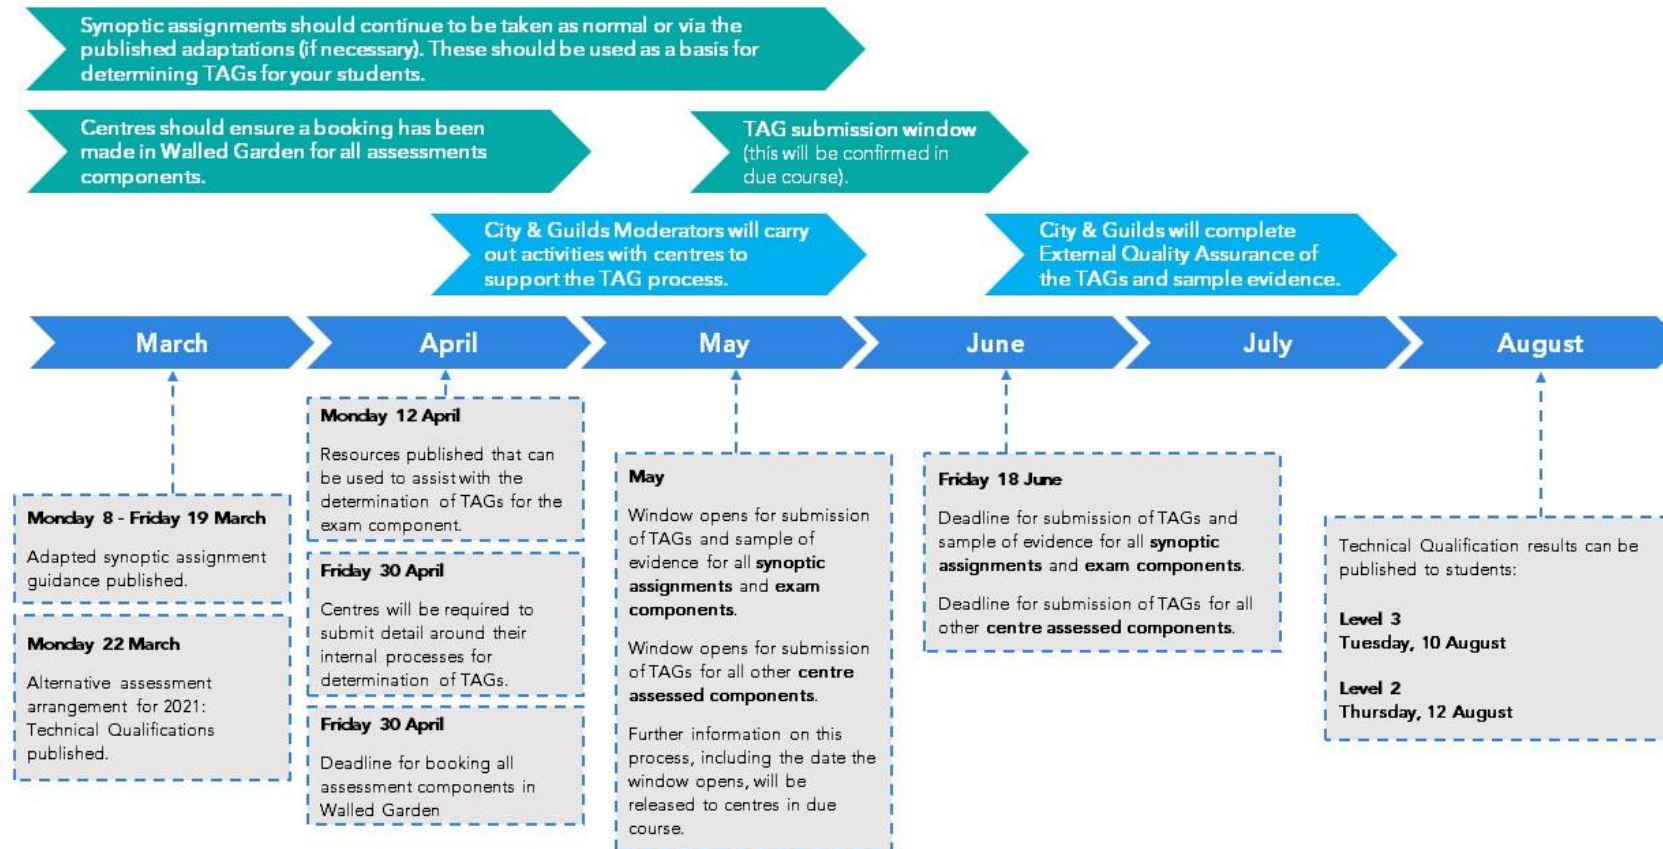 Synoptic assignments should continue to be taken as normal or via the
published adaptations (if necessary). These should be used as a basis for
determining TAGs for your students.
Centres should ensure a booking has been
made in Walled Garden for all assessments
components.
TAG submission window
(this will be confirmed in
due course).
City & Guilds Moderators will carry
out activities with centres to
support the TAG process.
City & Guilds will complete
External Quality Assurance of
the TAGs and sample evidence.
March
April
May
June
July
August
Monday 8 - Friday 19 March
Adapted synoptic assignment
guidance published.
Monday 22 March
Alternative assessment
arrangement for 2021:
Technical Qualifications
published.
Monday 12 April
Resources published that can
be used to assist with the
determination of TAGs for the
exam component.
Friday 30 April
Centres will be required to
submit detail around their
internal processes for
determination of TAGs.
Friday 30 April
Deadline for booking all
assessment components in
Walled Garden
May
Window opens for submission
of TAGs and sample of
evidence for all synoptic
assignments and exam
components.
Window opens for submission
of TAGs for all other centre
assessed components.
Further information on this
process, including the date the
window opens, will be
released to centres in due
course.
Friday 18 June
Deadline for submission of TAGs and
sample of evidence for all synoptic
assignments and exam components.
Deadline for submission of TAGs for all
other centre assessed components.
Technical Qualification results can be
published to students:
Level 3
Tuesday, 10 August
Level 2
Thursday, 12 August